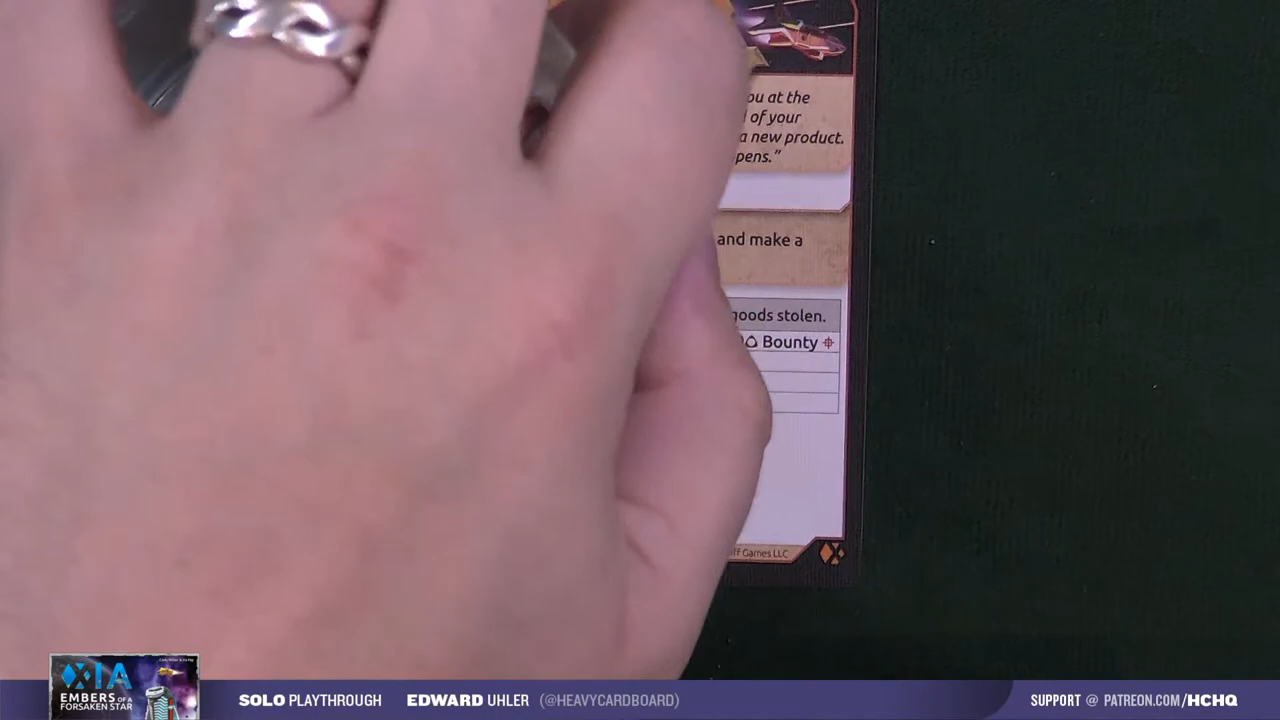 ou at the
of your
a new product.
pens.”
and make a
goods stolen.
Bounty
Games LLC
XIA
EMBERS OF A
FORSAKEN STAR
SOLO PLAYTHROUGH
EDWARD UHLER (@HEAVYCARDBOARD)
SUPPORT @ PATREON.COM/HCHQ